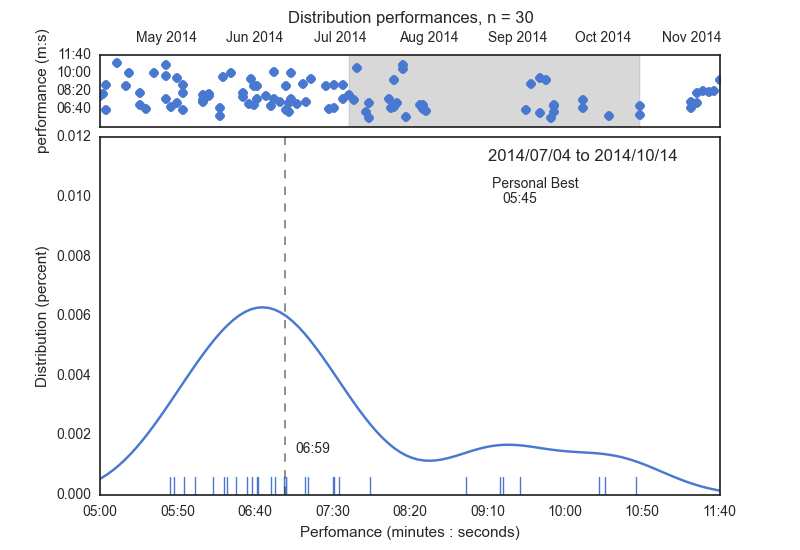 Distribution performances, n = 30
May 2014 Jun 2014 Jul 2014 Aug 2014 Sep 2014 Oct 2014 Nov 2014
performance (m:s)
11:40
10:00
08:20
06:40
0.012
0.010
0.008
0.006
0.004
0.002
0.000
Distribution (percent)
2014/07/04 to 2014/10/14
Personal Best
05:45
06:59
05:00 05:50 06:40 07:30 08:20 09:10 10:00 10:50 11:40
Perfomance (minutes : seconds)